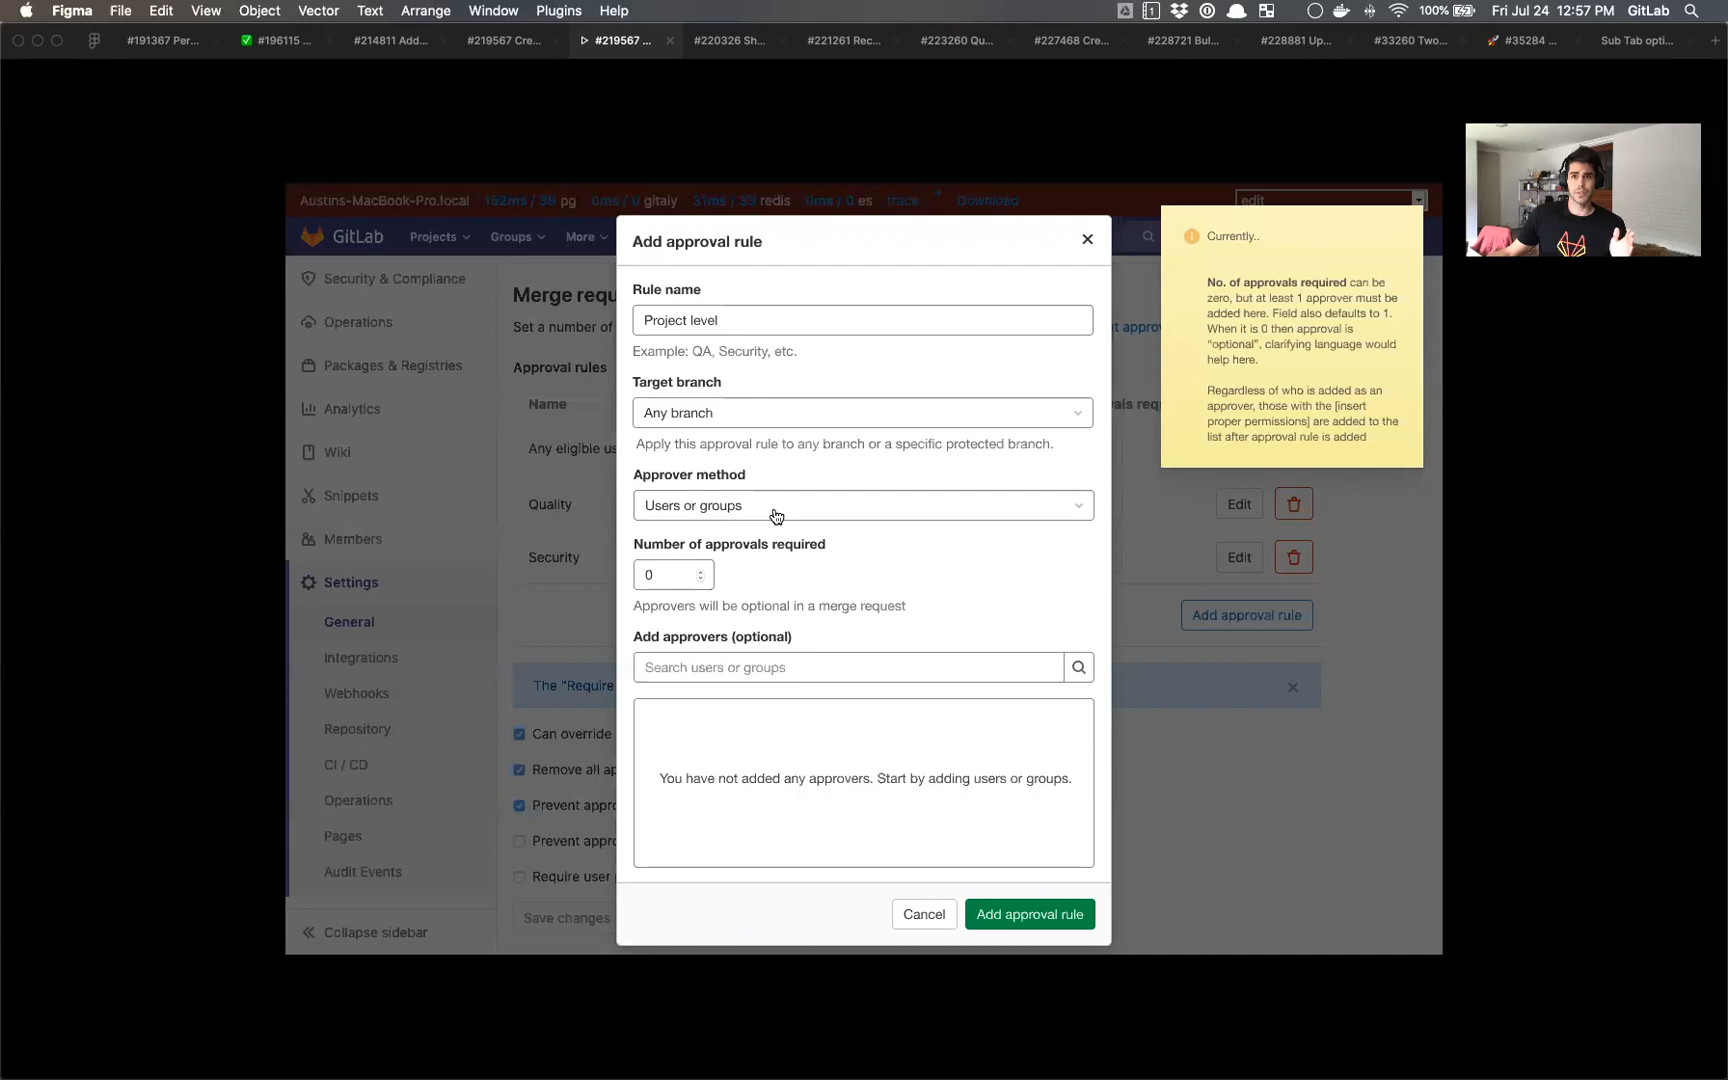 Figma File Edit View Object Vector Text Arrange Window Plugins Help
100% Fri Jul 24 12:57 PM GitLab
#191367 Per... #196115 ... #214811 Add... #219567 Cre... #219567 ... #220326 Sh... #221261 Rec... #223260 Qu... #227468 Cre... #228721 Bul... #228881 Up... #33260 Two... #35284 ... Sub Tab opti...
Austins-MacBook-Pro.local
pg
gitaly
redis
es
trace
Download
edit
GitLab Projects Groups More
Security & Compliance
Operations
Packages & Registries
Analytics
Wiki
Snippets
Members
Settings
General
Integrations
Webhooks
Repository
CI / CD
Operations
Pages
Audit Events
Collapse sidebar
Merge requ
Set a number of
Approval rules
Name
Any eligible us
Quality
Edit
Security
Edit
Add approval rule
The "Require
Can override
Remove all ap
Prevent appro
Prevent appro
Require user
Save changes
Add approval rule
Rule name
Project level
Example: QA, Security, etc.
Target branch
Any branch
Apply this approval rule to any branch or a specific protected branch.
Approver method
Users or groups
Number of approvals required
0
Approvers will be optional in a merge request
Add approvers (optional)
Search users or groups
You have not added any approvers. Start by adding users or groups.
Cancel
Add approval rule
Currently..
No. of approvals required can be
zero, but at least 1 approver must be
added here. Field also defaults to 1.
When it is 0 then approval is
"optional", clarifying language would
help here.
Regardless of who is added as an
approver, those with the [insert
proper permissions] are added to the
list after approval rule is added